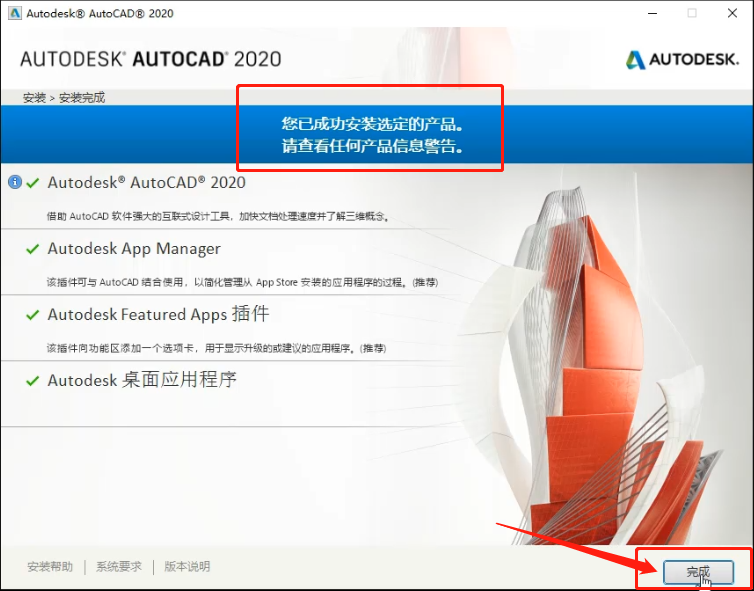 Autodesk® AutoCAD® 2020
AUTODESK® AUTOCAD® 2020
AUTODESK.
安装 > 安装完成
您已成功安装选定的产品。
请查看任何产品信息警告。
Autodesk® AutoCAD® 2020
借助 AutoCAD 软件强大的互联式设计工具，加快文档处理速度并了解三维概念。
Autodesk App Manager
该插件可与 AutoCAD 结合使用，以简化管理从 App Store 安装的应用程序的过程。(推荐)
Autodesk Featured Apps 插件
该插件向功能区添加一个选项卡，用于显示升级的或建议的应用程序。(推荐)
Autodesk 桌面应用程序
安装帮助 | 系统要求 | 版本说明
完成